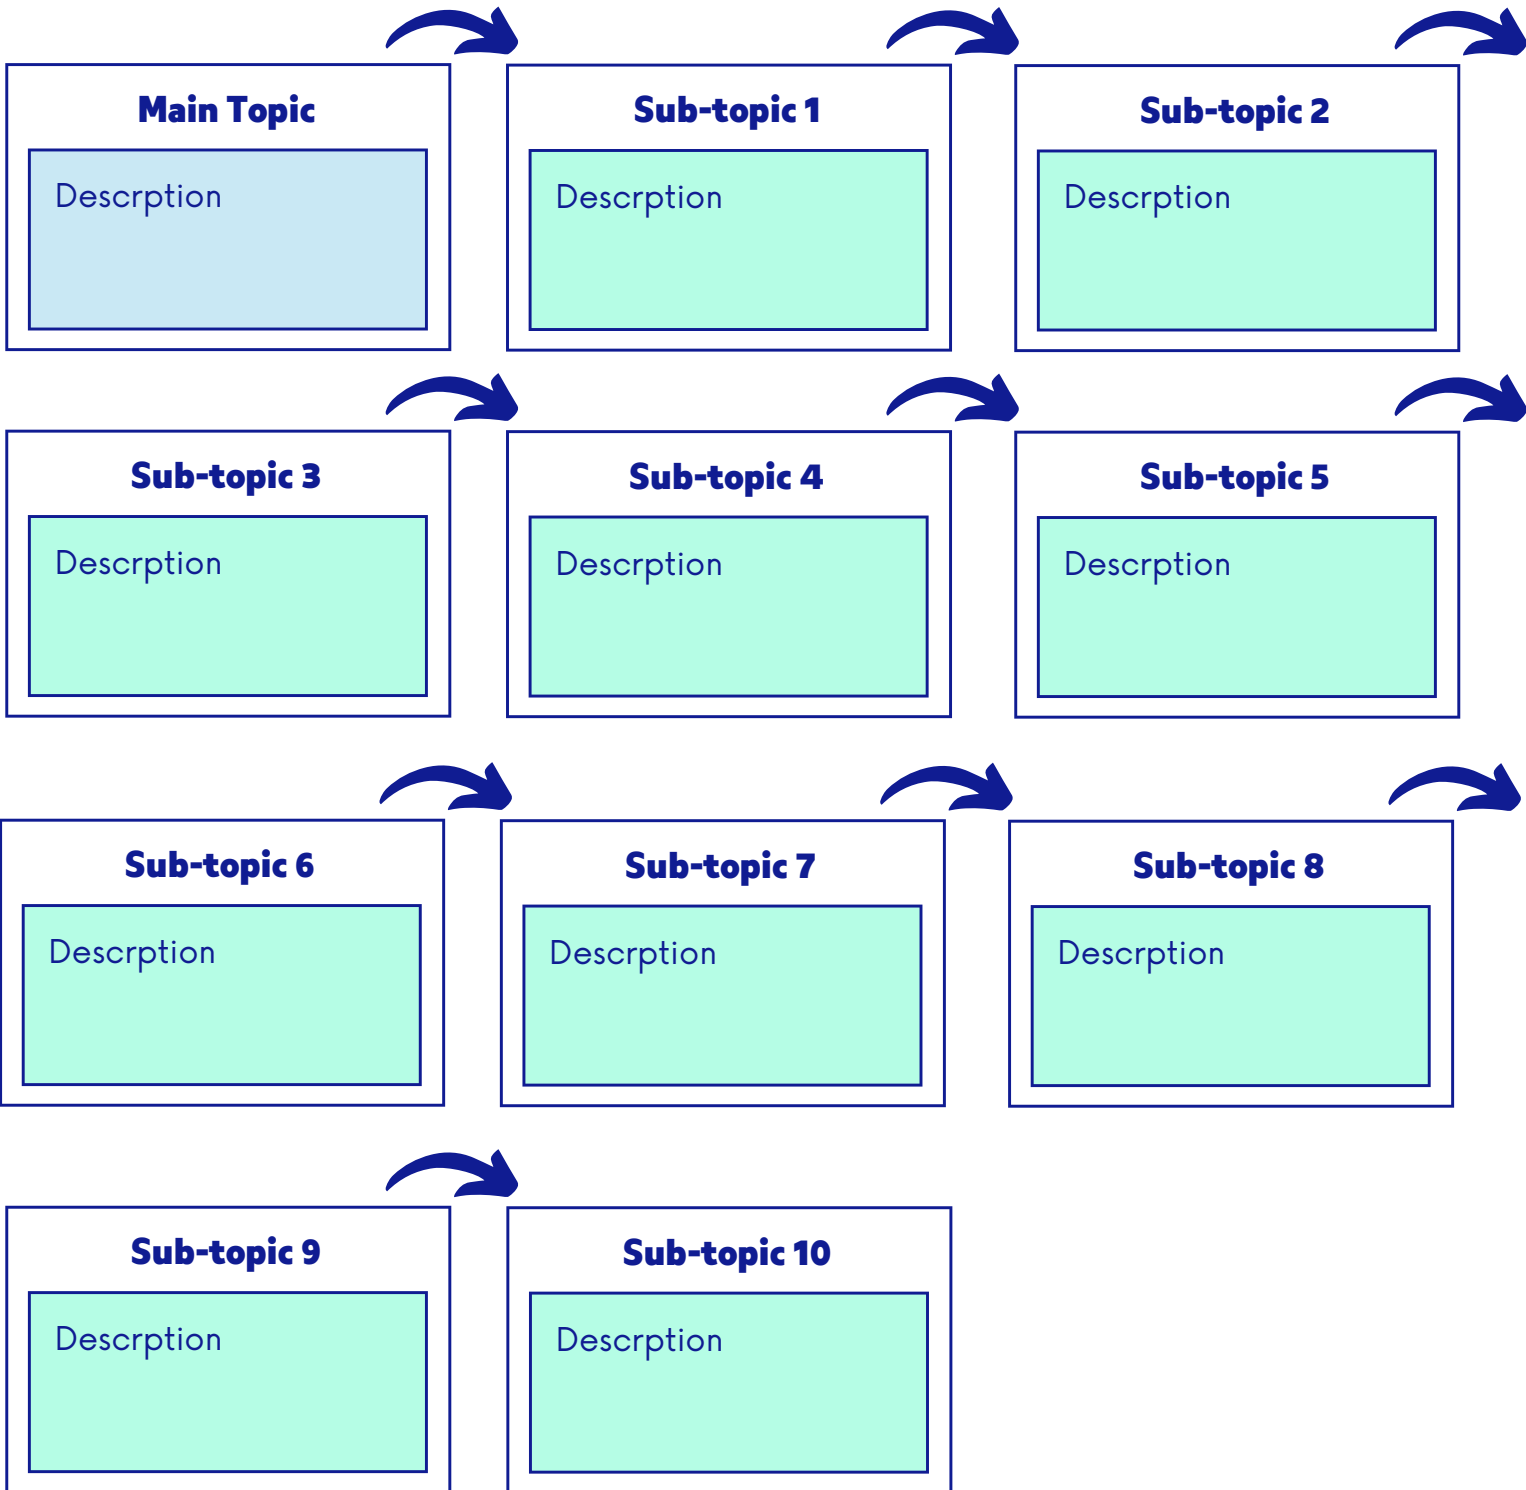 Main Topic
Descrption
Sub-topic 1
Descrption
Sub-topic 2
Descrption
Sub-topic 3
Descrption
Sub-topic 4
Descrption
Sub-topic 5
Descrption
Sub-topic 6
Descrption
Sub-topic 7
Descrption
Sub-topic 8
Descrption
Sub-topic 9
Descrption
Sub-topic 10
Descrption